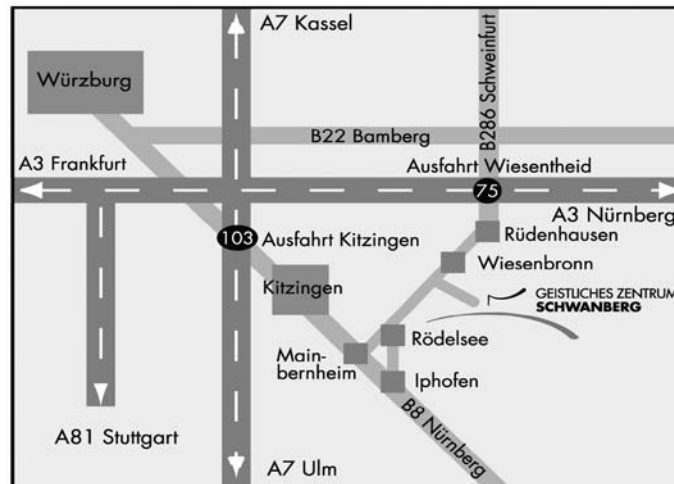 A7 Kassel
B286 Schweinfurt
Würzburg
B22 Bamberg
A3 Frankfurt
Ausfahrt Wiesentheid
75
A3 Nürnberg
Rüdenhausen
103 Ausfahrt Kitzingen
Wiesenbronn
Kitzingen
GEISTLICHES ZENTRUM
SCHWANBERG
Rödelsee
Main-
bernheim
Iphofen
B8 Nürnberg
A81 Stuttgart
A7 Ulm